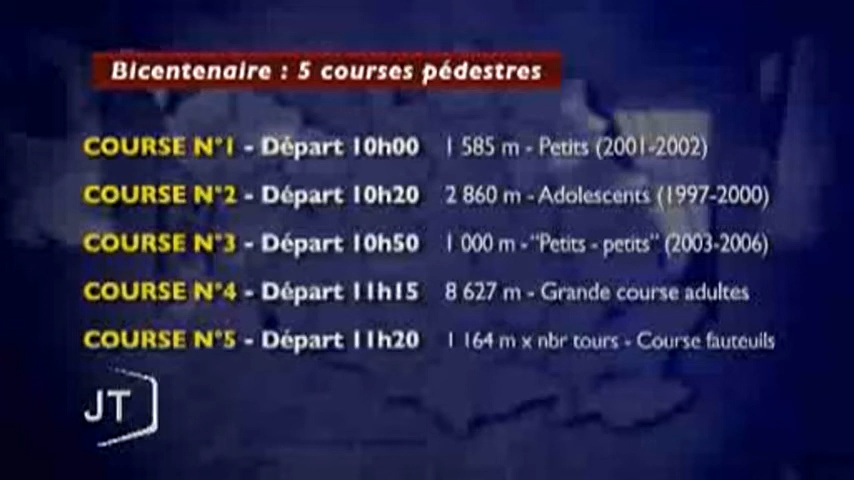 Bicentenaire : 5 courses pédestres
COURSE N°1 - Départ 10h00 1 585 m - Petits (2001-2002)
COURSE N°2 - Départ 10h20 2 860 m - Adolescents (1997-2000)
COURSE N°3 - Départ 10h50 1 000 m - "Petits - petits" (2003-2006)
COURSE N°4 - Départ 11h15 8 627 m - Grande course adultes
COURSE N°5 - Départ 11h20 1 164 m x nbr tours - Course fauteuils
JT